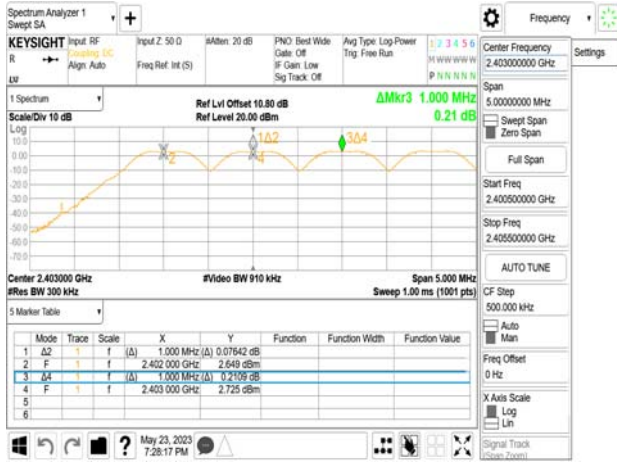 Spectrum Analyzer 1
Swept SA
+
Frequency
KEYSIGHT
R
Input: RF
Coupling: DC
Align: Auto
Input Z: 50 Ω
Freq Ref: Int (S)
#Atten: 20 dB
PNO: Best Wide
Gate: Off
IF Gain: Low
Sig Track: Off
Avg Type: Log-Power
Trig: Free Run
1 2 3 4 5 6
M W W W W W
P N N N N N
1 Spectrum
Scale/Div 10 dB
Ref Lvl Offset 10.80 dB
Ref Level 20.00 dBm
ΔMkr3 1.000 MHz
0.21 dB
Log
10.0
0.00
-10.0
-20.0
-30.0
-40.0
-50.0
-60.0
-70.0
1
2
1Δ2
4
3Δ4
Center 2.403000 GHz
#Res BW 300 kHz
#Video BW 910 kHz
Span 5.000 MHz
Sweep 1.00 ms (1001 pts)
5 Marker Table
Mode Trace Scale X Y Function Function Width Function Value
1 Δ2 1 f (Δ) 1.000 MHz (Δ) 0.07642 dB
2 F 1 f 2.402 000 GHz 2.649 dBm
3 Δ4 1 f (Δ) 1.000 MHz (Δ) 0.2109 dB
4 F 1 f 2.403 000 GHz 2.725 dBm
5
6
May 23, 2023
7:28:17 PM
?
Center Frequency
2.403000000 GHz
Settings
Span
5.00000000 MHz
Swept Span
Zero Span
Full Span
Start Freq
2.400500000 GHz
Stop Freq
2.405500000 GHz
AUTO TUNE
CF Step
500.000 kHz
Auto
Man
Freq Offset
0 Hz
X Axis Scale
Log
Lin
Signal Track
(Span Zoom)